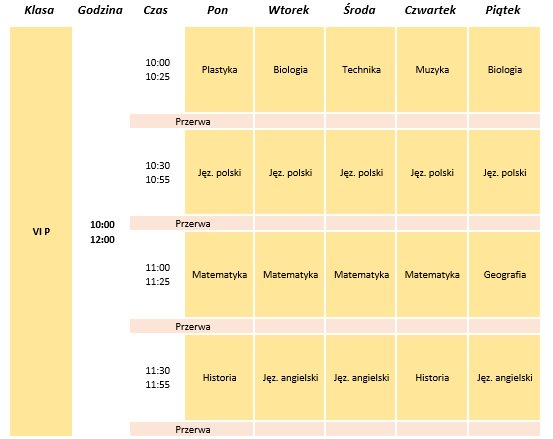 Klasa Godzina Czas Pon Wtorek Środa Czwartek Piątek
10:00
10:25
Plastyka Biologia Technika Muzyka Biologia
Przerwa
10:30
10:55
Jęz. polski Jęz. polski Jęz. polski Jęz. polski Jęz. polski
Przerwa
VI P
10:00
12:00
11:00
11:25
Matematyka Matematyka Matematyka Matematyka Geografia
Przerwa
11:30
11:55
Historia Jęz. angielski Jęz. angielski Historia Jęz. angielski
Przerwa